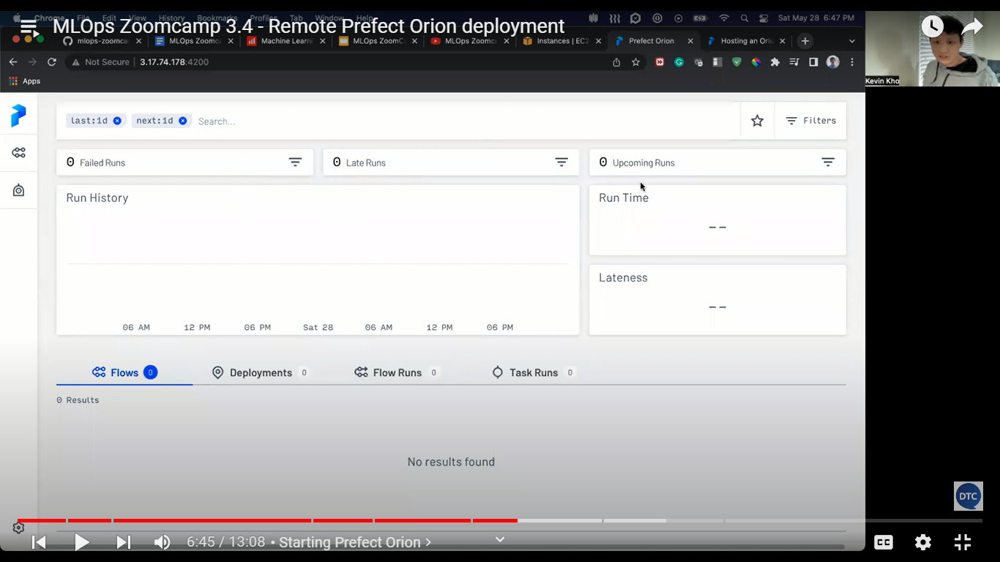 Chrome File Edit View History Bookmarks Profiles Tab Window Help
Sat May 28 6:47 PM
MLOps Zoomcamp 3.4 - Remote Prefect Orion deployment
mlops-zoomca
MLOps Zoomc
Machine Learn
MLOps ZoomC
MLOps Zoomc
Instances | EC2
Prefect Orion
Hosting an Orio
Not Secure | 3.17.74.178:4200
Apps
Kevin Kho
last:1d
next:1d
Search...
Filters
0 Failed Runs
0 Late Runs
0 Upcoming Runs
Run History
Run Time
--
Lateness
--
06 AM 12 PM 06 PM Sat 28 06 AM 12 PM 06 PM
Flows 0
Deployments 0
Flow Runs 0
Task Runs 0
0 Results
No results found
DTC
6:45 / 13:08 • Starting Prefect Orion
CC